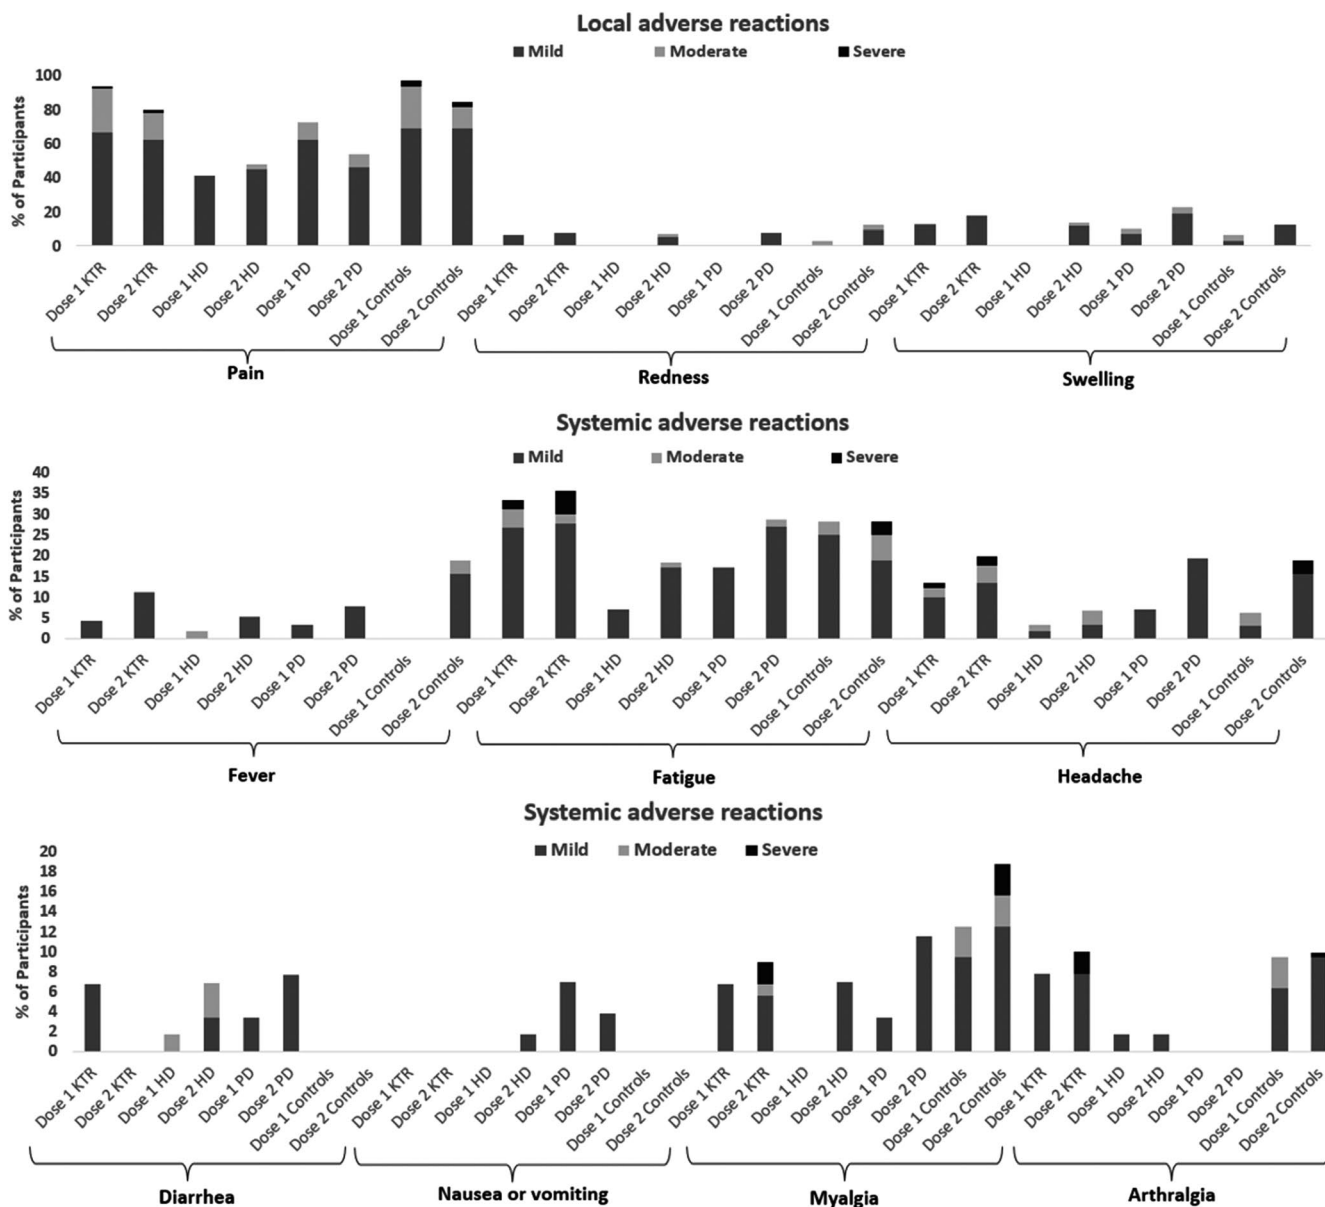 Local adverse reactions
Mild Moderate Severe
% of Participants
100
80
60
40
20
0
Dose 1 KTR
Dose 2 KTR
Dose 1 HD
Dose 2 HD
Dose 1 PD
Dose 2 PD
Dose 1 Controls
Dose 2 Controls
Dose 1 KTR
Dose 2 KTR
Dose 1 HD
Dose 2 HD
Dose 1 PD
Dose 2 PD
Dose 1 Controls
Dose 2 Controls
Dose 1 KTR
Dose 2 KTR
Dose 1 HD
Dose 2 HD
Dose 1 PD
Dose 2 PD
Dose 1 Controls
Dose 2 Controls
Pain Redness Swelling
Systemic adverse reactions
Mild Moderate Severe
% of Participants
40
35
30
25
20
15
10
5
0
Dose 1 KTR
Dose 2 KTR
Dose 1 HD
Dose 2 HD
Dose 1 PD
Dose 2 PD
Dose 1 Controls
Dose 2 Controls
Dose 1 KTR
Dose 2 KTR
Dose 1 HD
Dose 2 HD
Dose 1 PD
Dose 2 PD
Dose 1 Controls
Dose 2 Controls
Dose 1 KTR
Dose 2 KTR
Dose 1 HD
Dose 2 HD
Dose 1 PD
Dose 2 PD
Dose 1 Controls
Dose 2 Controls
Fever Fatigue Headache
Systemic adverse reactions
Mild Moderate Severe
% of Participants
20
18
16
14
12
10
8
6
4
2
0
Dose 1 KTR
Dose 2 KTR
Dose 1 HD
Dose 2 HD
Dose 1 PD
Dose 2 PD
Dose 1 Controls
Dose 2 Controls
Dose 1 KTR
Dose 2 KTR
Dose 1 HD
Dose 2 HD
Dose 1 PD
Dose 2 PD
Dose 1 Controls
Dose 2 Controls
Dose 1 KTR
Dose 2 KTR
Dose 1 HD
Dose 2 HD
Dose 1 PD
Dose 2 PD
Dose 1 Controls
Dose 2 Controls
Dose 1 KTR
Dose 2 KTR
Dose 1 HD
Dose 2 HD
Dose 1 PD
Dose 2 PD
Dose 1 Controls
Dose 2 Controls
Diarrhea Nausea or vomiting Myalgia Arthralgia